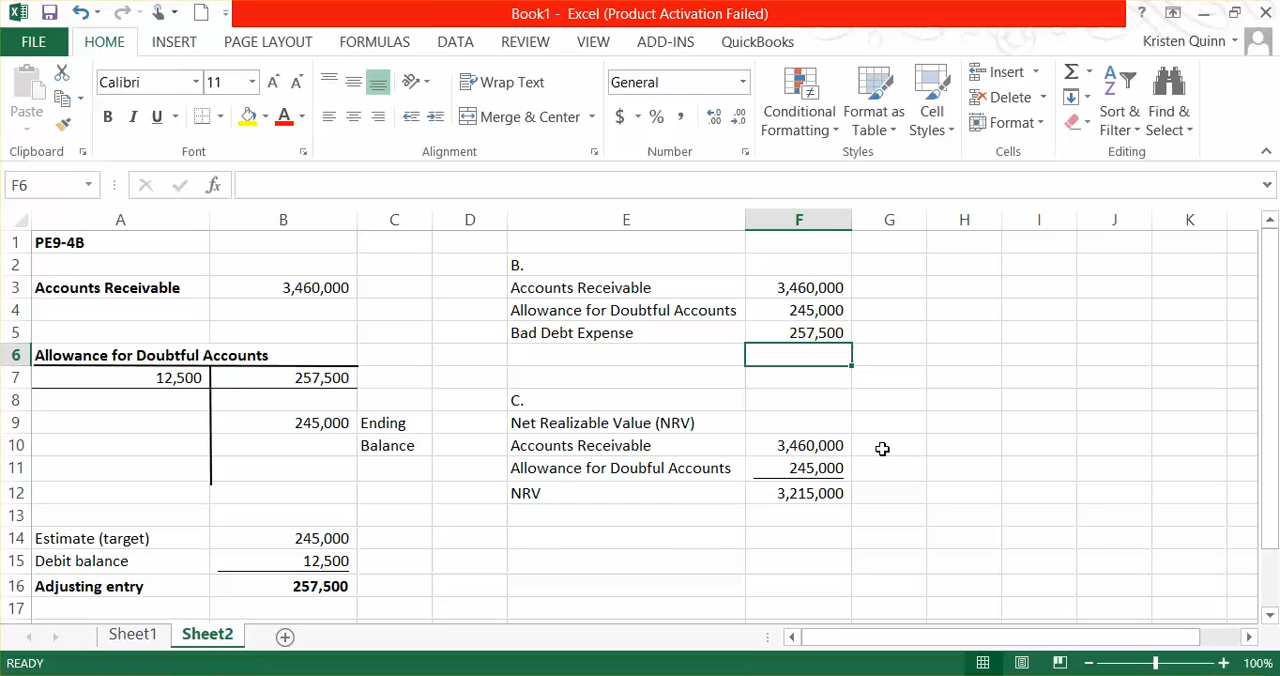 Book1 - Excel (Product Activation Failed)
FILE HOME INSERT PAGE LAYOUT FORMULAS DATA REVIEW VIEW ADD-INS QuickBooks Kristen Quinn
Paste
Calibri 11
Wrap Text
General
Conditional Formatting
Format as Table
Cell Styles
Insert
Delete
Format
Sort & Filter
Find & Select
B I U
Merge & Center
$ % ,
Clipboard Font Alignment Number Styles Cells Editing
F6 fx
A B C D E F G H I J K
1 PE9-4B
2 B.
3 Accounts Receivable 3,460,000 Accounts Receivable 3,460,000
4 Allowance for Doubtful Accounts 245,000
5 Bad Debt Expense 257,500
6 Allowance for Doubtful Accounts
7 12,500 257,500
8 C.
9 245,000 Ending Net Realizable Value (NRV)
10 Balance Accounts Receivable 3,460,000
11 Allowance for Doubful Accounts 245,000
12 NRV 3,215,000
13
14 Estimate (target) 245,000
15 Debit balance 12,500
16 Adjusting entry 257,500
17
Sheet1 Sheet2
READY 100%